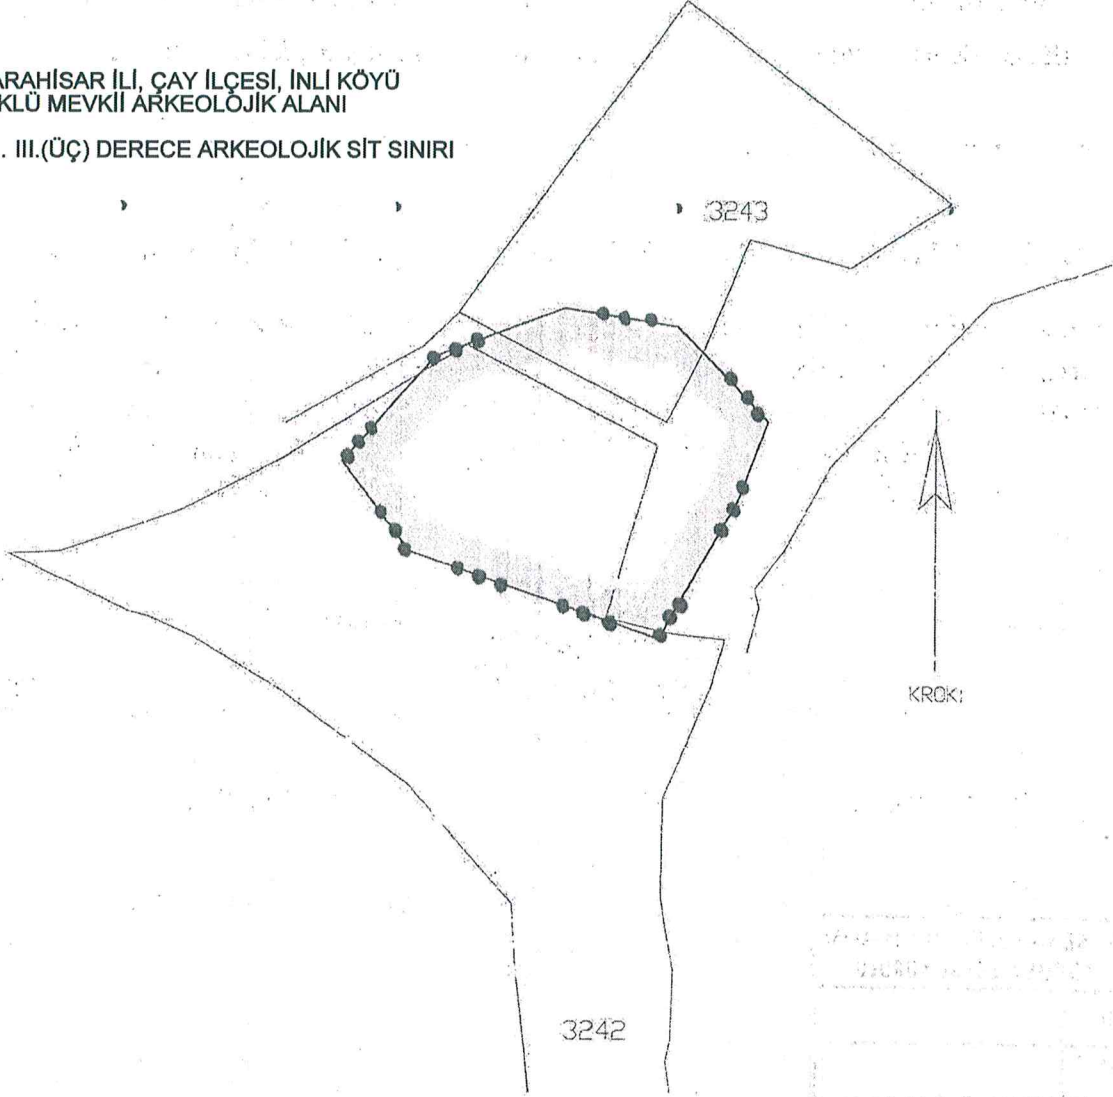 ARAHİSAR İLİ, ÇAY İLÇESİ, İNLİ KÖYÜ
KLÜ MEVKİİ ARKEOLOJİK ALANI
. III.(ÜÇ) DERECE ARKEOLOJİK SİT SINIRI
3243
KROKİ
3242